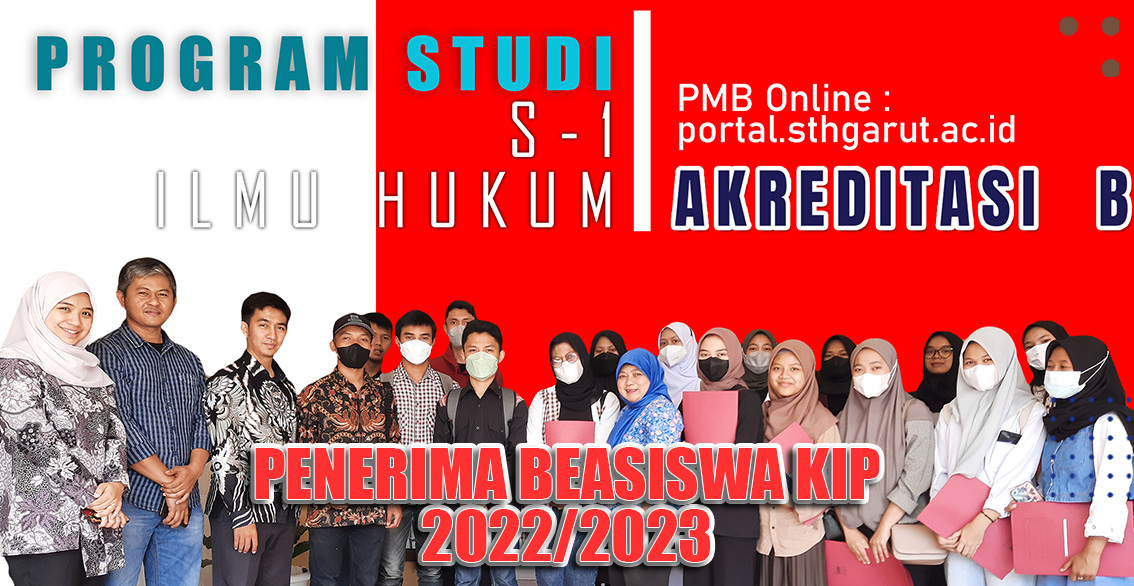 PROGRAM STUDI
S - 1
ILMU HUKUM
PMB Online :
portal.sthgarut.ac.id
AKREDITASI B
PENERIMA BEASISWA KIP
2022/2023